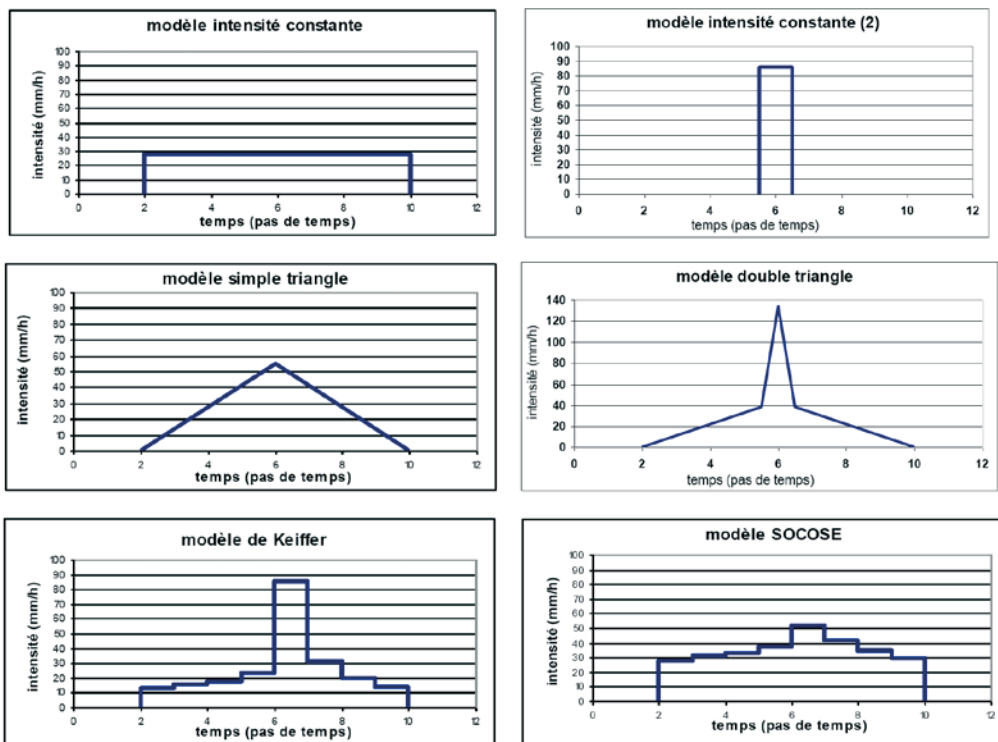 modèle intensité constante
intensité (mm/h)
100
90
80
70
60
50
40
30
20
10
0
0 2 4 6 8 10 12
temps (pas de temps)
modèle intensité constante (2)
intensité (mm/h)
100
90
80
70
60
50
40
30
20
10
0
0 2 4 6 8 10 12
temps (pas de temps)
modèle simple triangle
intensité (mm/h)
100
90
80
70
60
50
40
30
20
10
0
0 2 4 6 8 10 12
temps (pas de temps)
modèle double triangle
intensité (mm/h)
140
120
100
80
60
40
20
0
0 2 4 6 8 10 12
temps (pas de temps)
modèle de Keiffer
intensité (mm/h)
100
90
80
70
60
50
40
30
20
10
0
0 2 4 6 8 10 12
temps (pas de temps)
modèle SOCOSE
intensité (mm/h)
100
90
80
70
60
50
40
30
20
10
0
0 2 4 6 8 10 12
temps (pas de temps)